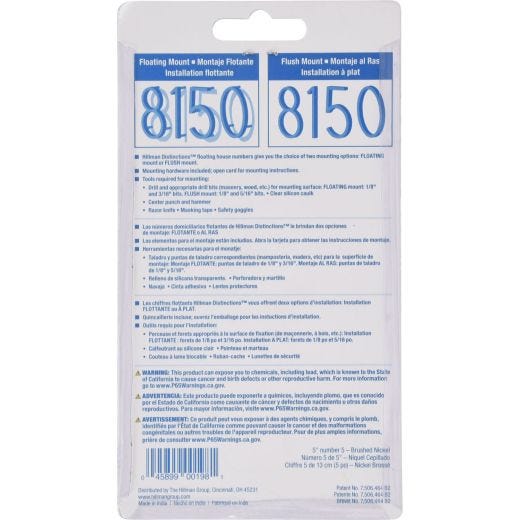 Floating Mount ▪ Montaje Flotante
Installation flottante
8150
Flush Mount ▪ Montaje al Ras
Installation à plat
8150
▪ Hillman Distinctions™ floating house numbers give you the choice of two mounting options: FLOATING
mount or FLUSH mount.
▪ Mounting hardware included; open card for mounting instructions.
▪ Tools required for mounting:
• Drill and appropriate drill bits (masonry, wood, etc.) for mounting surface: FLOATING mount: 1/8"
and 3/16" bits. FLUSH mount: 1/8" and 5/16" bits. • Clear silicon caulk
• Center punch and hammer
• Razor knife • Masking tape • Safety goggles
▪ Los números domiciliarios flotantes de Hillman Distinctions™ le brindan dos opciones
de montaje: FLOTANTE o AL RAS
▪ Los elementos para el montaje están incluidos. Abra la tarjeta para obtener las instrucciones de montaje.
▪ Herramientas necesarias para el monatje:
• Taladro y puntas de taladro correspondientes (mampostería, madera, etc) para la superficie de
montaje: Montaje FLOTANTE: puntas de taladro de 1/8" y 3/16". Montaje AL RAS: puntas de taladro
de 1/8" y 5/16".
• Relleno de silicona transparente. • Perforadora y martillo
• Navaja • Cinta adhesiva • Lentes protectores
▪ Les chiffres flottants Hillman Distinctions™ vous offrent deux options d'installation: Installation
FLOTTANTE ou À PLAT.
▪ Quincaillerie incluse; ouvrez l'emballage pour les instuctions d'installation.
▪ Outils requis pour l'installation:
• Perceuse et forets appropriés à la surface de fixation (de maçonnerie, à bois, etc.): Installation
FLOTTANTE: forets de 1/8 po et 3/16 po. Installation À PLAT: forets de 1/8 et 5/16 po.
• Calfeutrant au silicone clair • Pointeau et marteau
• Couteau à lame blocable • Ruban-cache • Lunettes de sécurité
⚠ WARNING: This product can expose you to chemicals, including lead, which is known to the State
of California to cause cancer and birth defects or other reproductive harm. For more information
go to www.P65Warnings.ca.gov.
⚠ ADVERTENCIA: Este producto puede exponerle a químicos, incluyendo plomo, que es conocido
por el Estado de California como causante de cáncer y defectos de nacimiento u otros daños
reproductivos. Para mayor información, visite www.P65Warnings.ca.gov.
⚠ AVERTISSEMENT: Ce produit peut vous exposer à des agents chimiques, y compris le plomb,
identifiés par l'État de la Californie comme pouvant causer le cancer et des malformations
congénitales ou autres troubles de l'appareil reproducteur. Pour de plus amples informations,
prière de consulter www.P65Warnings.ca.gov.
0 45899 00198 1
5" number 5 – Brushed Nickel
Número 5 de 5" – Níquel Cepillado
Chiffre 5 de 13 cm (5 po) – Nickel Brossé
Distributed by The Hillman Group, Cincinnati, OH 45231
www.hillmangroup.com
Made in India • Hecho en India • Fabriqué en Inde
Patent No. 7,506,464 B2
Patente No. 7,506,464 B2
Brevet nº 7,506,464 B2